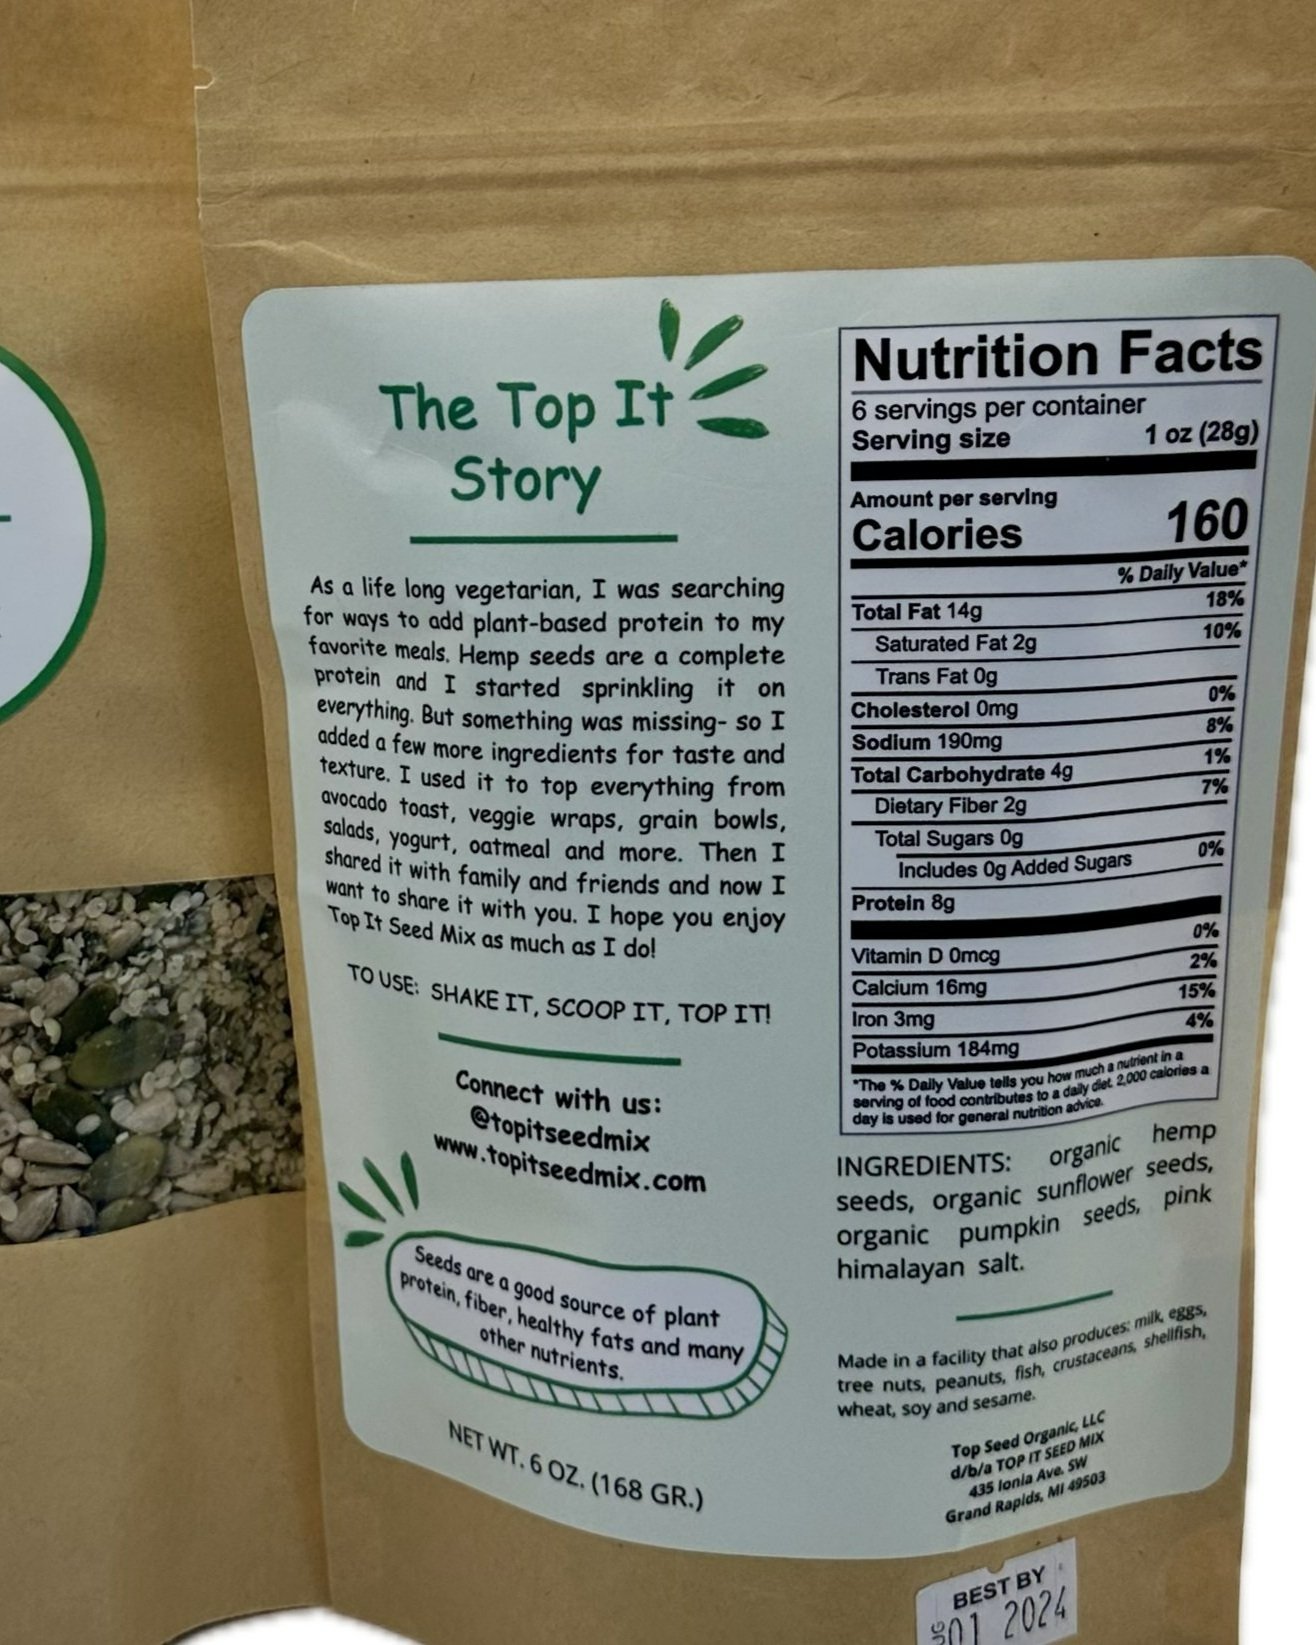 The Top It
Story
As a life long vegetarian, I was searching
for ways to add plant-based protein to my
favorite meals. Hemp seeds are a complete
protein and I started sprinkling it on
everything. But something was missing- so I
added a few more ingredients for taste and
texture. I used it to top everything from
avocado toast, veggie wraps, grain bowls,
salads, yogurt, oatmeal and more. Then I
shared it with family and friends and now I
want to share it with you. I hope you enjoy
Top It Seed Mix as much as I do!
TO USE: SHAKE IT, SCOOP IT, TOP IT!
Connect with us:
@topitseedmix
www.topitseedmix.com
Seeds are a good source of plant
protein, fiber, healthy fats and many
other nutrients.
NET WT. 6 OZ. (168 GR.)
Nutrition Facts
6 servings per container
Serving size 1 oz (28g)
Amount per serving
Calories 160
% Daily Value*
Total Fat 14g 18%
Saturated Fat 2g 10%
Trans Fat 0g
Cholesterol 0mg 0%
Sodium 190mg 8%
Total Carbohydrate 4g 1%
Dietary Fiber 2g 7%
Total Sugars 0g
Includes 0g Added Sugars 0%
Protein 8g
Vitamin D 0mcg 0%
Calcium 16mg 2%
Iron 3mg 15%
Potassium 184mg 4%
*The % Daily Value tells you how much a nutrient in a
serving of food contributes to a daily diet. 2,000 calories a
day is used for general nutrition advice.
INGREDIENTS: organic hemp
seeds, organic sunflower seeds,
organic pumpkin seeds, pink
himalayan salt.
Made in a facility that also produces: milk, eggs,
tree nuts, peanuts, fish, crustaceans, shellfish,
wheat, soy and sesame.
Top Seed Organic, LLC
d/b/a TOP IT SEED MIX
435 Ionia Ave. SW
Grand Rapids, MI 49503
BEST BY
01 2024